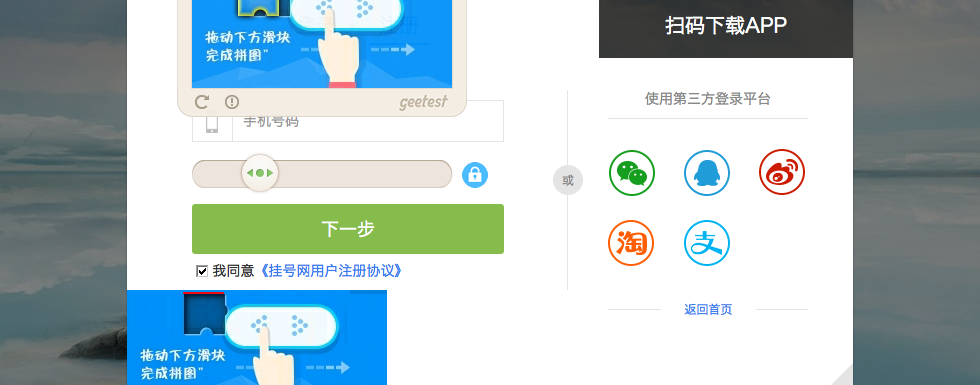 拖动下方滑块
完成拼图"
geetest
手机号码
下一步
我同意《挂号网用户注册协议》
拖动下方滑块
完成拼图"
扫码下载APP
使用第三方登录平台
或
淘
支
返回首页